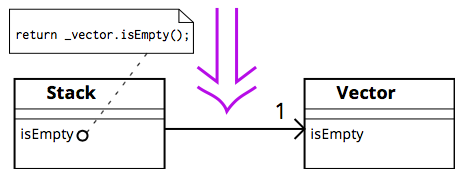 return _vector.isEmpty();
Stack
isEmpty
1
Vector
isEmpty